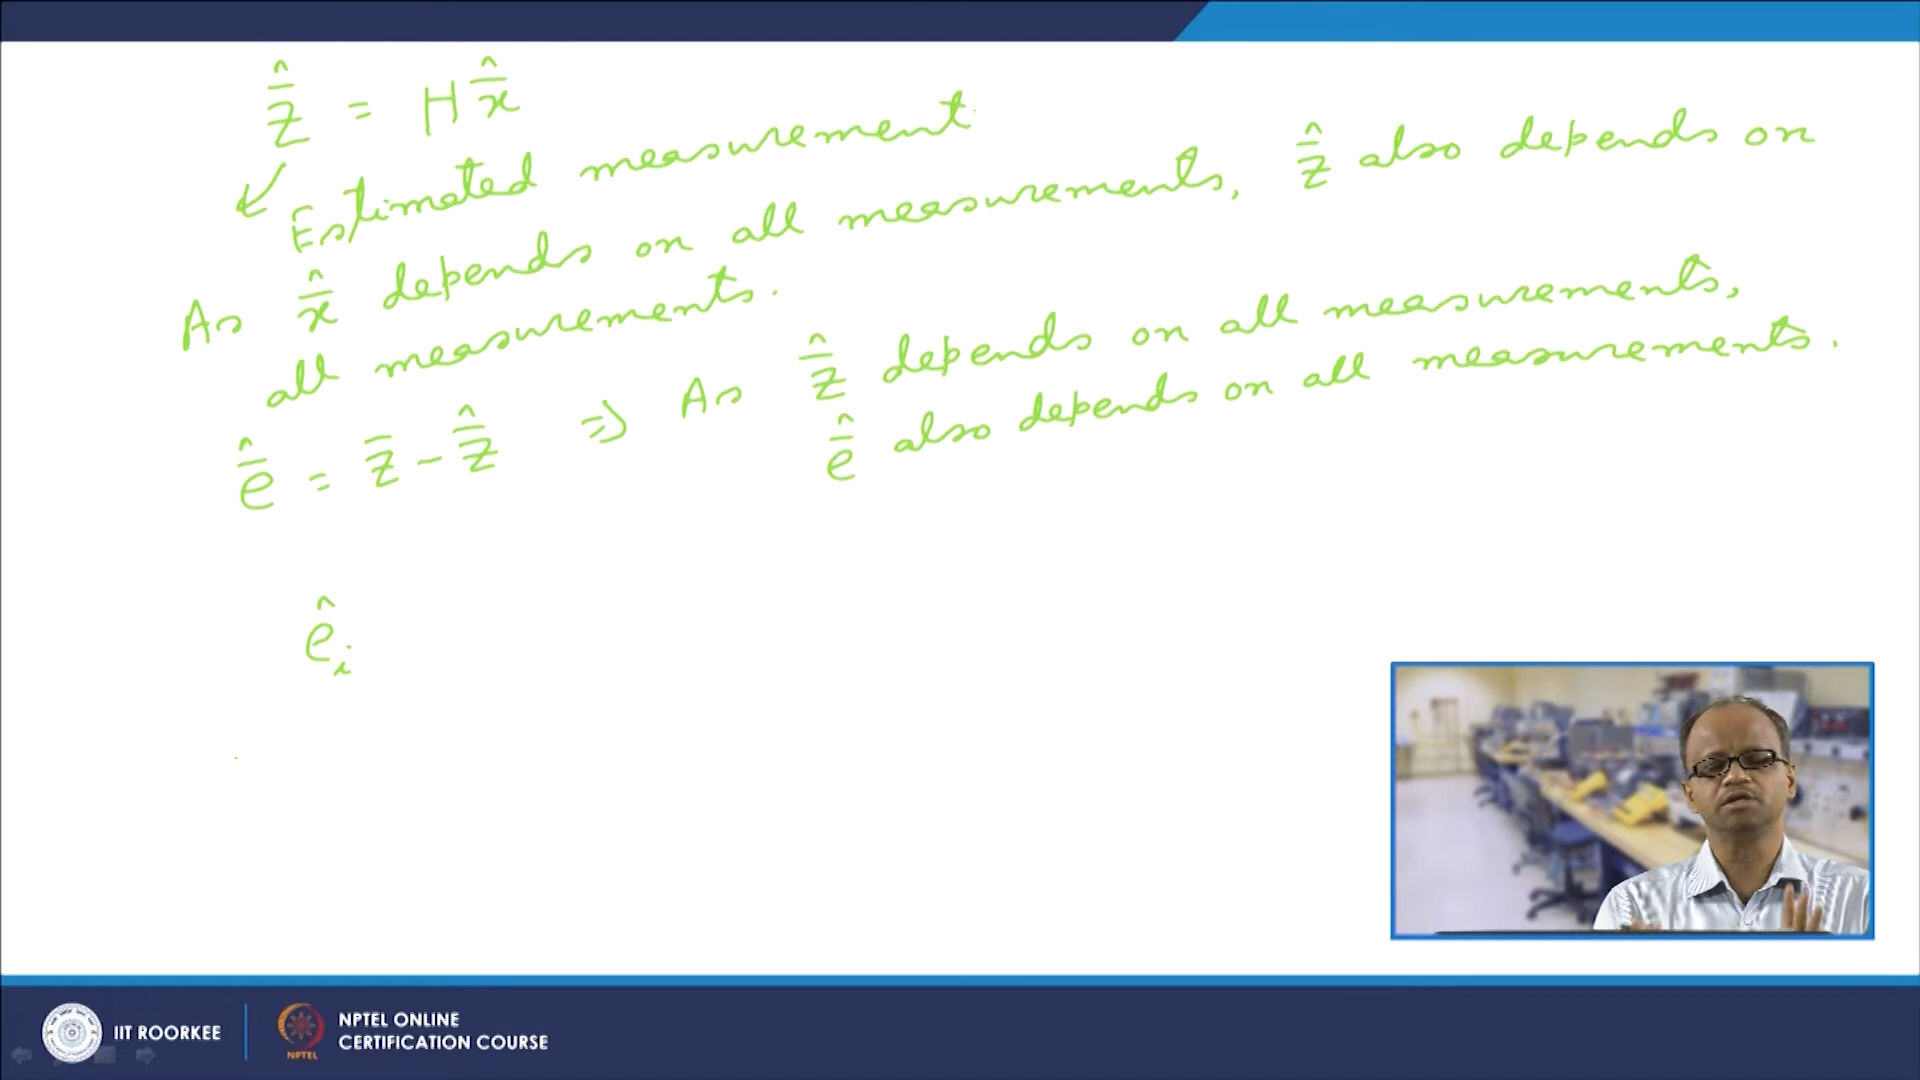 ẑ̄ = H x̂̄
Estimated measurement
As x̂̄ depends on all measurements, ẑ̄ also depends on
all measurements.
ê̄ = z̄ - ẑ̄ ⇒ As ẑ̄ depends on all measurements,
ê̄ also depends on all measurements.
êᵢ
IIT ROORKEE
NPTEL
NPTEL ONLINE
CERTIFICATION COURSE